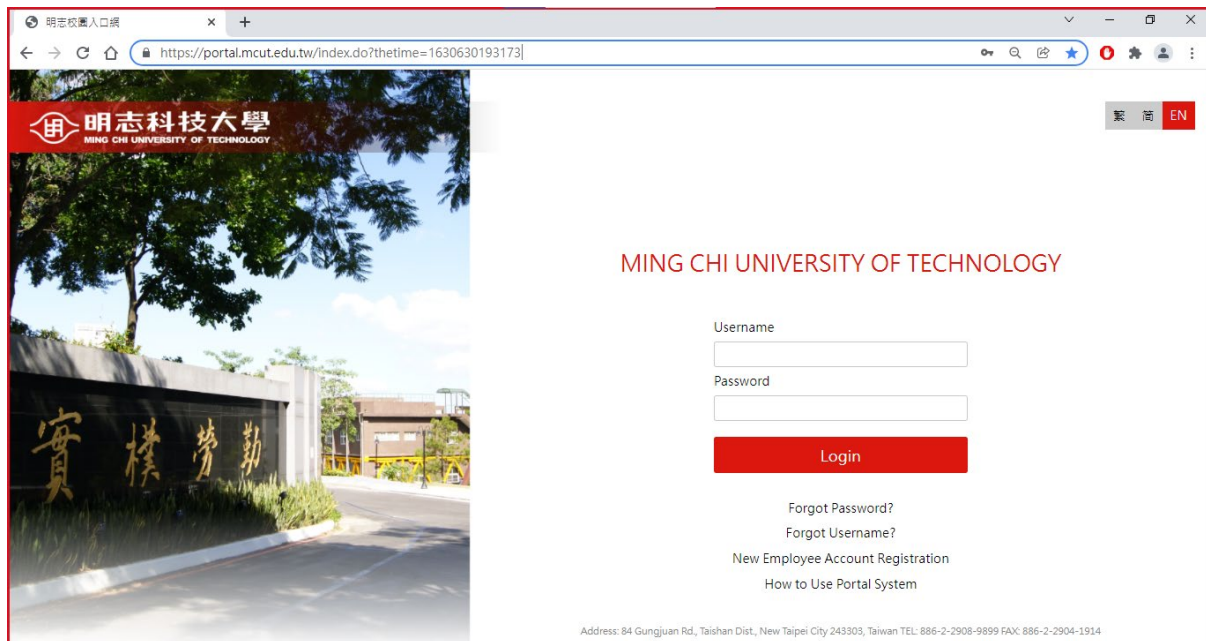 明志校園入口網
https://portal.mcut.edu.tw/index.do?thetime=1630630193173
明志科技大學
MING CHI UNIVERSITY OF TECHNOLOGY
繁 简 EN
MING CHI UNIVERSITY OF TECHNOLOGY
Username
Password
Login
Forgot Password?
Forgot Username?
New Employee Account Registration
How to Use Portal System
實樸勞勤
Address: 84 Gungjuan Rd., Taishan Dist., New Taipei City 243303, Taiwan TEL: 886-2-2908-9899 FAX: 886-2-2904-1914